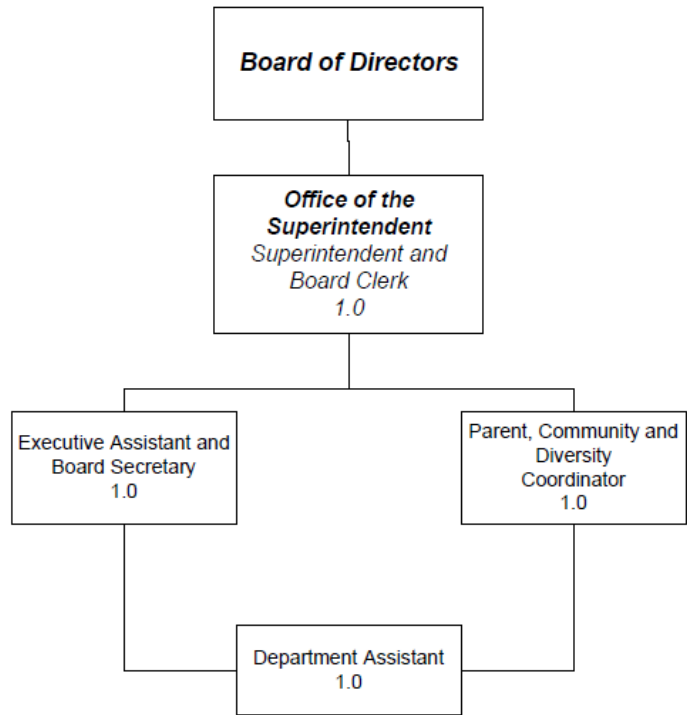 Board of Directors
Office of the
Superintendent
Superintendent and
Board Clerk
1.0
Executive Assistant and
Board Secretary
1.0
Parent, Community and
Diversity
Coordinator
1.0
Department Assistant
1.0